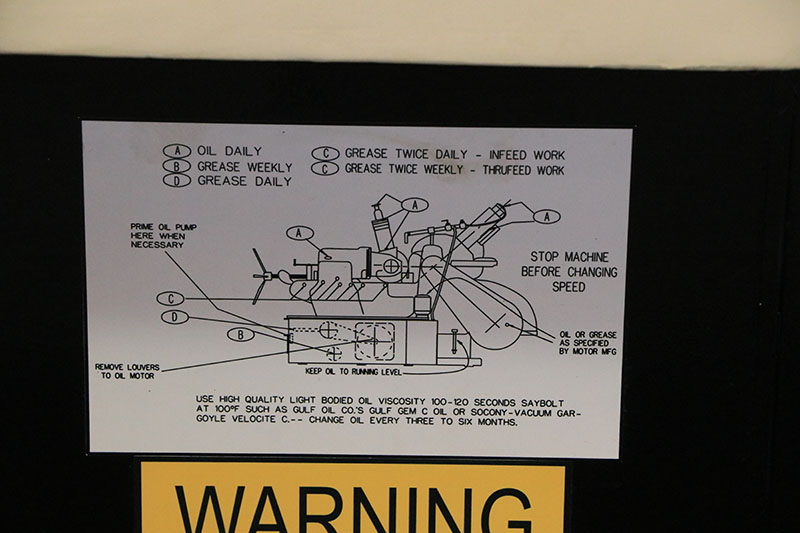 A OIL DAILY
B GREASE WEEKLY
D GREASE DAILY
C GREASE TWICE DAILY - INFEED WORK
C GREASE TWICE WEEKLY - THRUFEED WORK
PRIME OIL PUMP
HERE WHEN
NECESSARY
A
A
A
STOP MACHINE
BEFORE CHANGING
SPEED
C
D
B
OIL OR GREASE
AS SPECIFIED
BY MOTOR MFG
REMOVE LOUVERS
TO OIL MOTOR
KEEP OIL TO RUNNING LEVEL
USE HIGH QUALITY LIGHT BODIED OIL VISCOSITY 100-120 SECONDS SAYBOLT
AT 100°F SUCH AS GULF OIL CO.'S GULF GEM C OIL OR SOCONY-VACUUM GAR-
GOYLE VELOCITE C.-- CHANGE OIL EVERY THREE TO SIX MONTHS.
WARNING